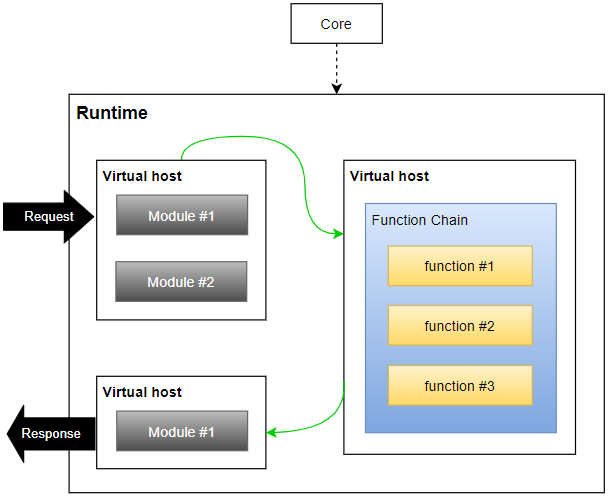 Core
Runtime
Virtual host
Request
Module #1
Module #2
Virtual host
Function Chain
function #1
function #2
function #3
Virtual host
Response
Module #1